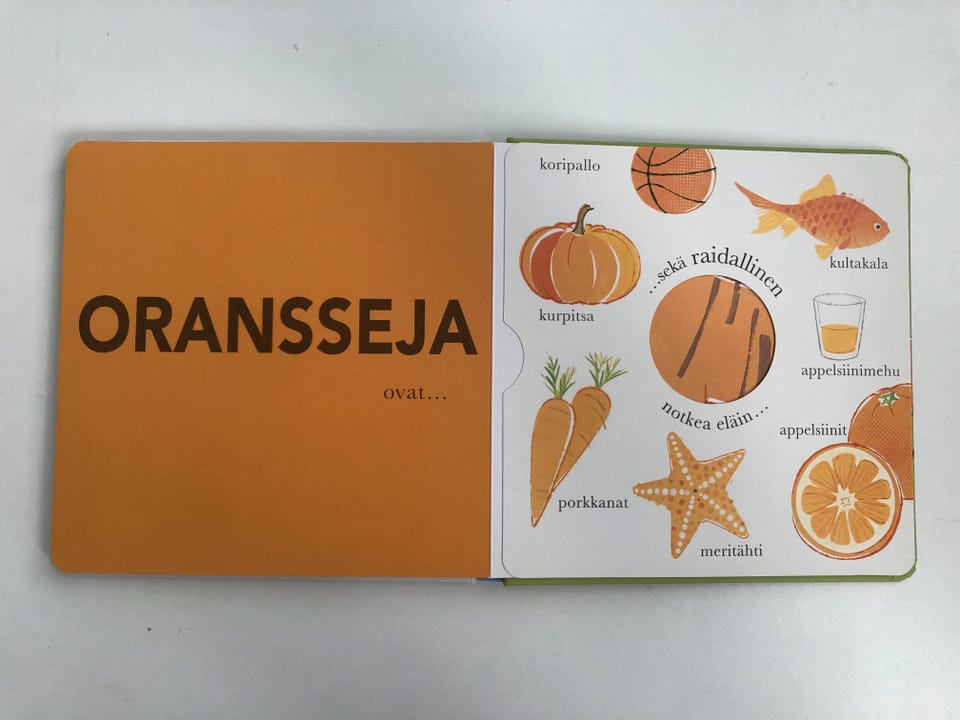 ORANSSEJA
ovat...
koripallo
kultakala
kurpitsa
...sekä raidallinen
notkea eläin...
appelsiinimehu
appelsiinit
porkkanat
meritähti